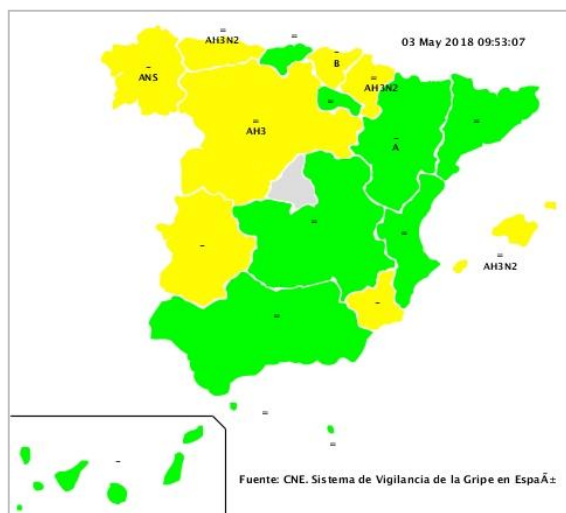 03 May 2018 09:53:07
=
AH3N2
=
–
B
–
ANS
=
AH3N2
=
=
AH3
–
A
=
=
=
=
AH3N2
–
–
=
=
=
–
Fuente: CNE. Sistema de Vigilancia de la Gripe en EspaÃ±